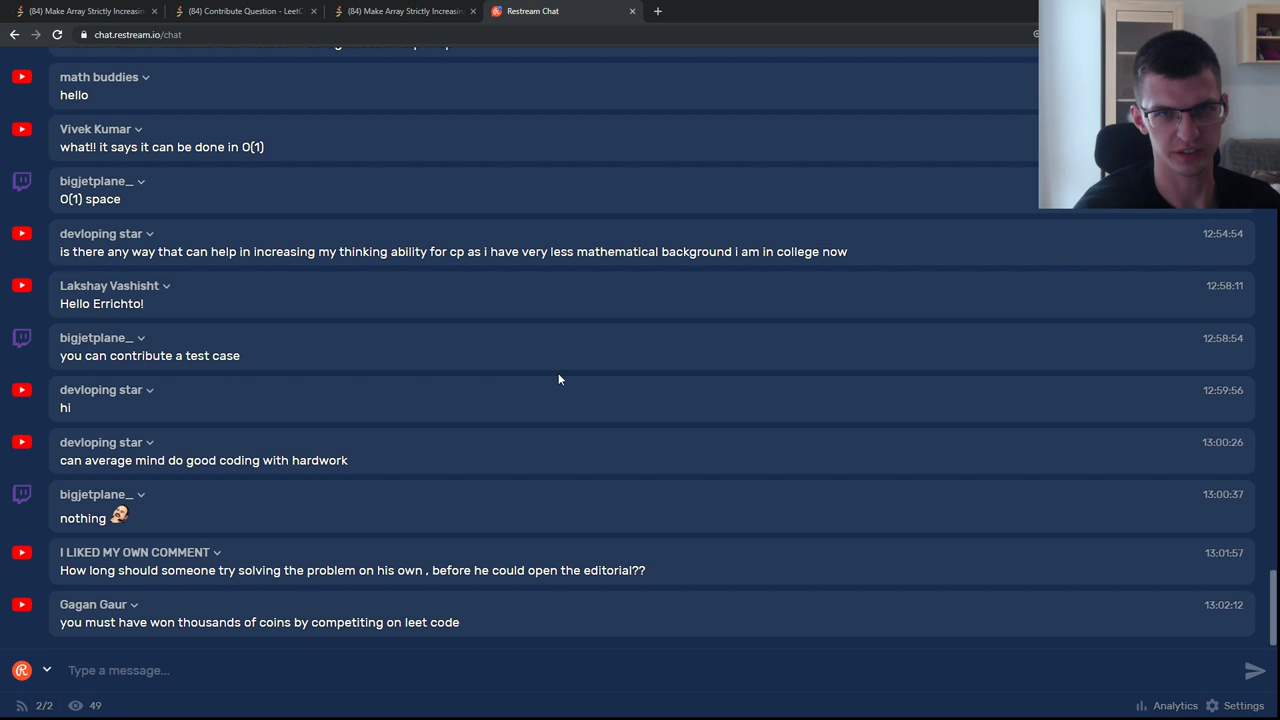 (84) Make Array Strictly Increasin
(84) Contribute Question - LeetC
(84) Make Array Strictly Increasin
Restream Chat
chat.restream.io/chat
math buddies
hello
Vivek Kumar
what!! it says it can be done in O(1)
bigjetplane_
O(1) space
devloping star
12:54:54
is there any way that can help in increasing my thinking ability for cp as i have very less mathematical background i am in college now
Lakshay Vashisht
12:58:11
Hello Errichto!
bigjetplane_
12:58:54
you can contribute a test case
devloping star
12:59:56
hi
devloping star
13:00:26
can average mind do good coding with hardwork
bigjetplane_
13:00:37
nothing
I LIKED MY OWN COMMENT
13:01:57
How long should someone try solving the problem on his own , before he could open the editorial??
Gagan Gaur
13:02:12
you must have won thousands of coins by competiting on leet code
Type a message...
2/2
49
Analytics
Settings